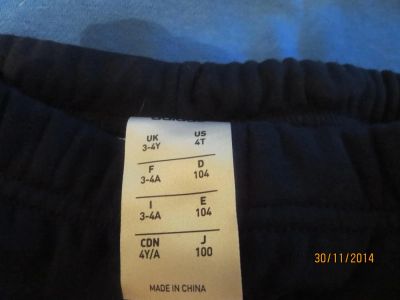 UK US
3-4Y 4T
F D
3-4A 104
I E
3-4A 104
CDN J
4Y/A 100
MADE IN CHINA
30/11/2014